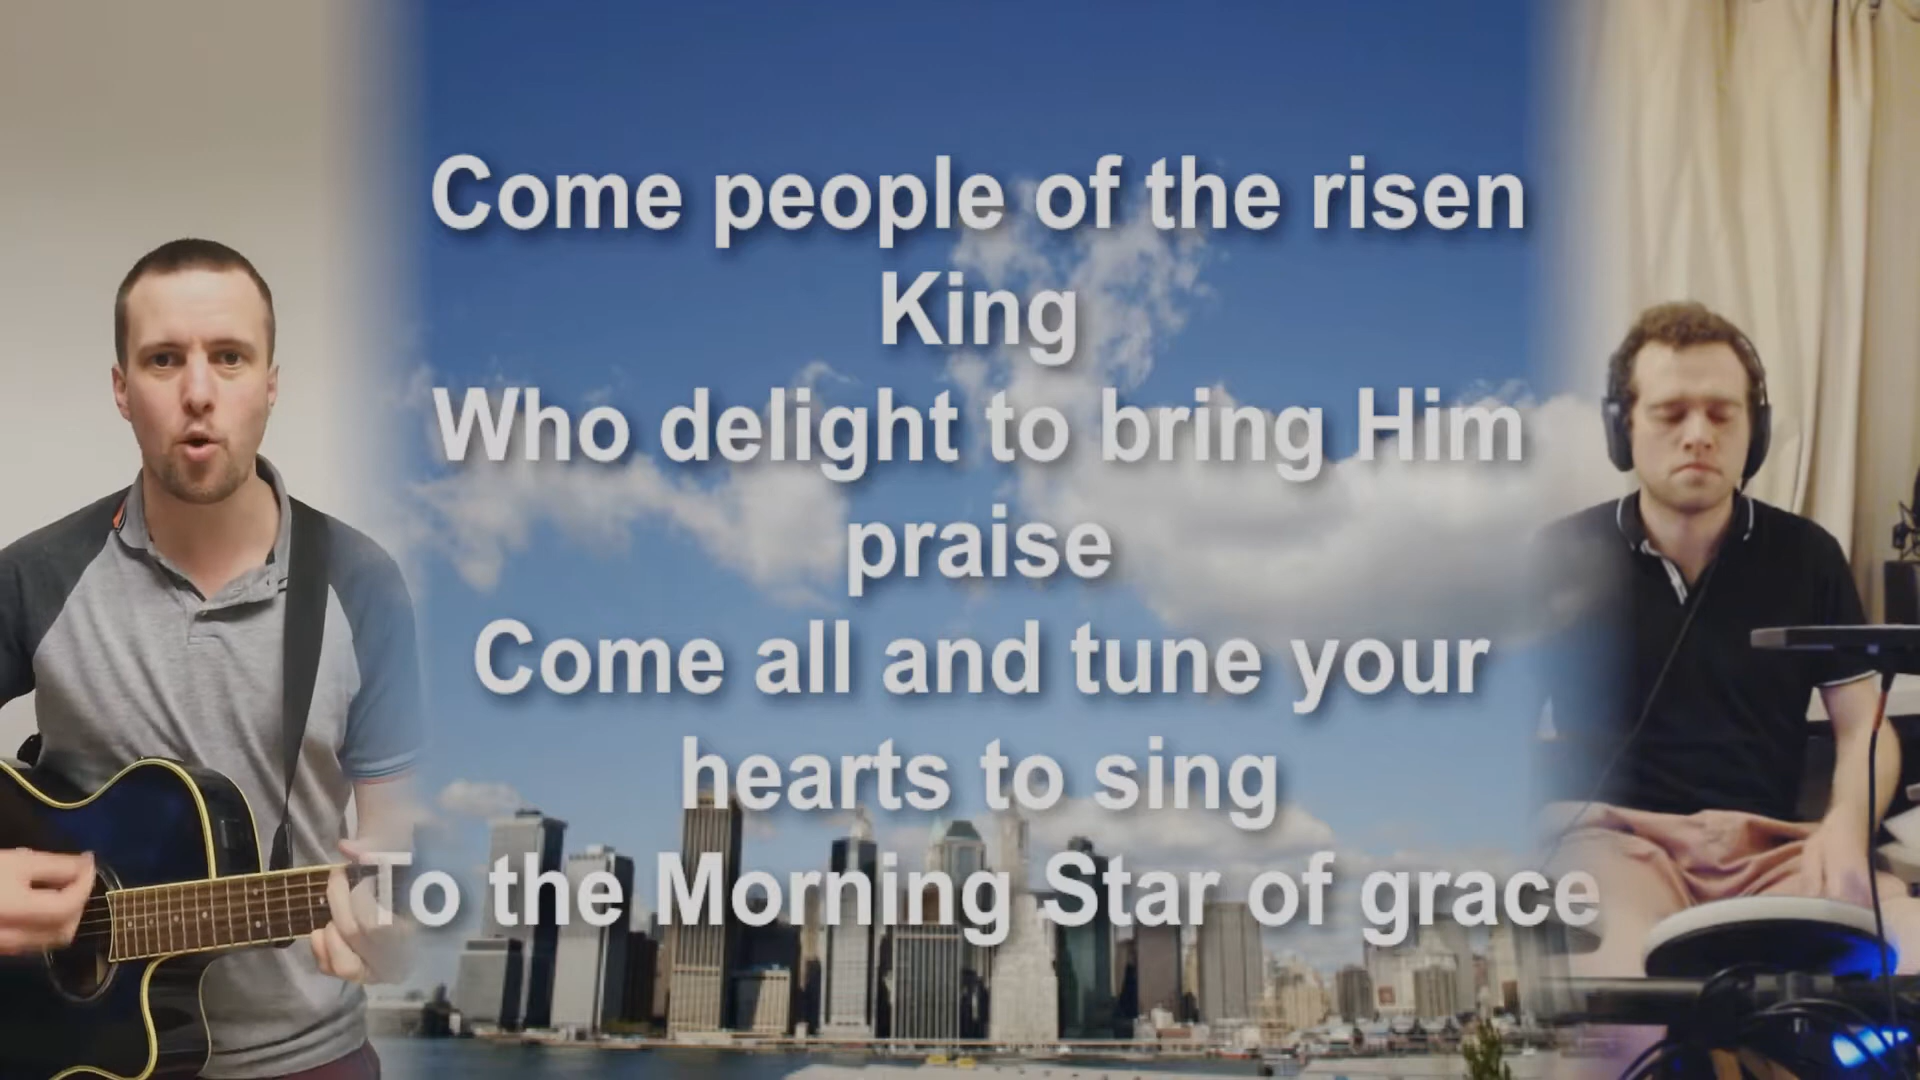 Come people of the risen
King
Who delight to bring Him
praise
Come all and tune your
hearts to sing
To the Morning Star of grace